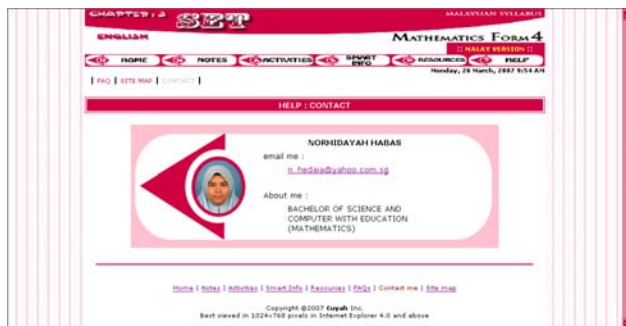 CHAPTER : 3 SET MALAYSIAN SYLLABUS
ENGLISH MATHEMATICS FORM 4
:: MALAY VERSION ::
HOME NOTES ACTIVITIES SMART INFO RESOURCES HELP
Monday, 26 March, 2007 9:54 AM
| FAQ | SITE MAP | CONTACT |
HELP : CONTACT
NORHIDAYAH HABAS
email me :
n_hedaia@yahoo.com.sg
About me :
BACHELOR OF SCIENCE AND
COMPUTER WITH EDUCATION
(MATHEMATICS)
Home | Notes | Activities | Smart Info | Resources | FAQs | Contact me | Site map
Copyright @2007 Euyah Inc.
Best viewed in 1024x768 pixels in Internet Explorer 4.0 and above